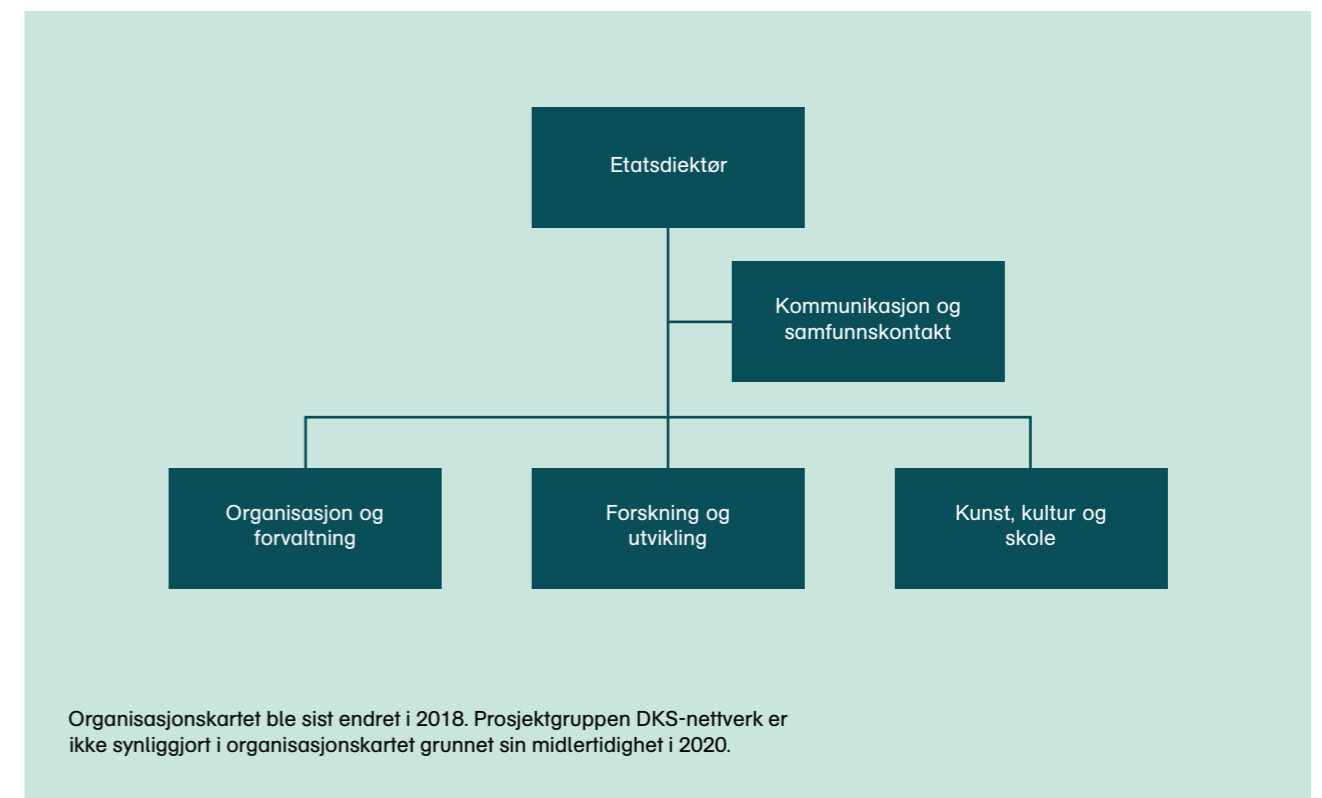 Etatsdiektør
Kommunikasjon og
samfunnskontakt
Organisasjon og
forvaltning
Forskning og
utvikling
Kunst, kultur og
skole
Organisasjonskartet ble sist endret i 2018. Prosjektgruppen DKS-nettverk er
ikke synliggjort i organisasjonskartet grunnet sin midlertidighet i 2020.